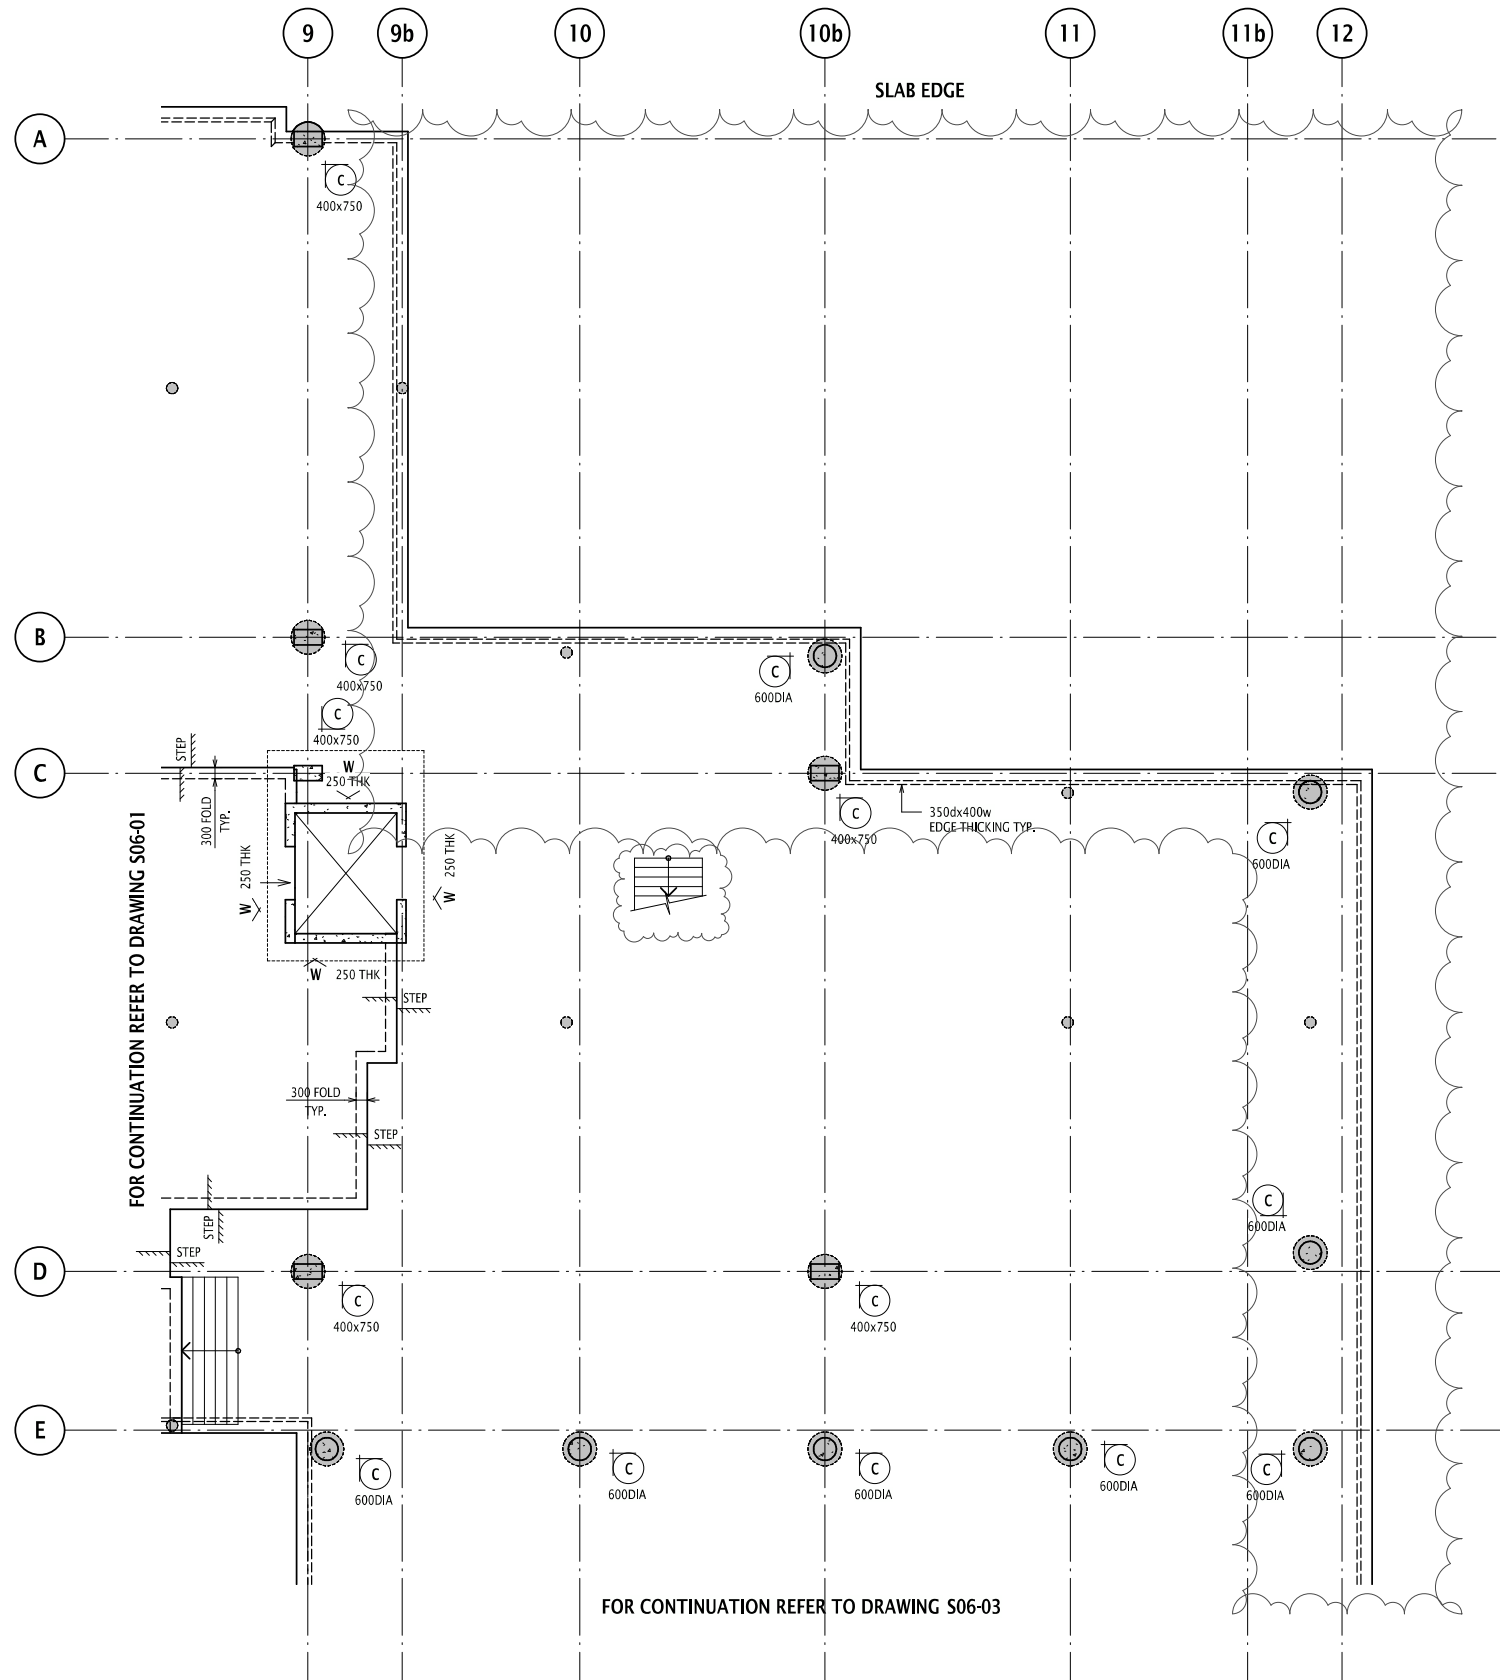 9
9b
10
10b
11
11b
12
SLAB EDGE
A
C
400x750
B
C
400x750
C
600DIA
C
400x750
STEP
C
W
250 THK
300 FOLD
TYP.
350dx400w
EDGE THICKING TYP.
C
400x750
C
600DIA
FOR CONTINUATION REFER TO DRAWING S06-01
250 THK
W
250 THK
W
W
250 THK
STEP
300 FOLD
TYP.
STEP
STEP
STEP
C
600DIA
D
C
400x750
C
400x750
E
C
600DIA
C
600DIA
C
600DIA
C
600DIA
C
600DIA
FOR CONTINUATION REFER TO DRAWING S06-03